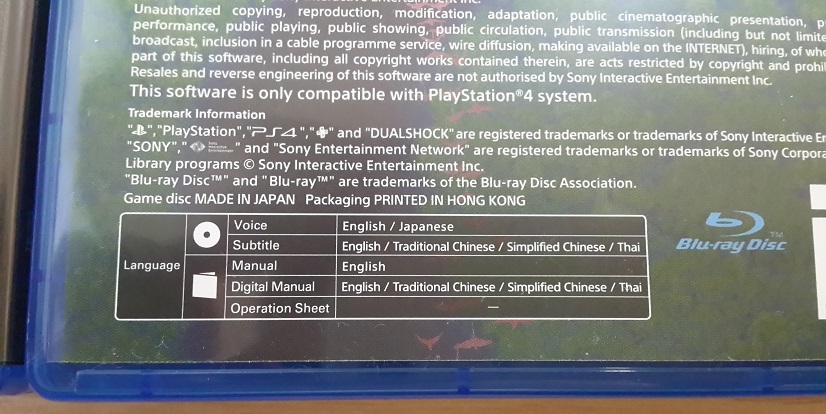 Unauthorized copying, reproduction, modification, adaptation, public cinematographic presentation,
performance, public playing, public showing, public circulation, public transmission (including but not
broadcast, inclusion in a cable programme service, wire diffusion, making available on the INTERNET), hiring, of
part of this software, including all copyright works contained therein, are acts restricted by copyright and
Resales and reverse engineering of this software are not authorised by Sony Interactive Entertainment Inc.
This software is only compatible with PlayStation®4 system.
Trademark Information
"","PlayStation","PS4","" and "DUALSHOCK" are registered trademarks or trademarks of Sony Interactive
"SONY","" and "Sony Entertainment Network" are registered trademarks or trademarks of Sony
Library programs © Sony Interactive Entertainment Inc.
"Blu-ray Disc™" and "Blu-ray™" are trademarks of the Blu-ray Disc Association.
Game disc MADE IN JAPAN Packaging PRINTED IN HONG KONG
Language
Voice English / Japanese
Subtitle English / Traditional Chinese / Simplified Chinese / Thai
Manual English
Digital Manual English / Traditional Chinese / Simplified Chinese / Thai
Operation Sheet —
Blu-ray Disc™